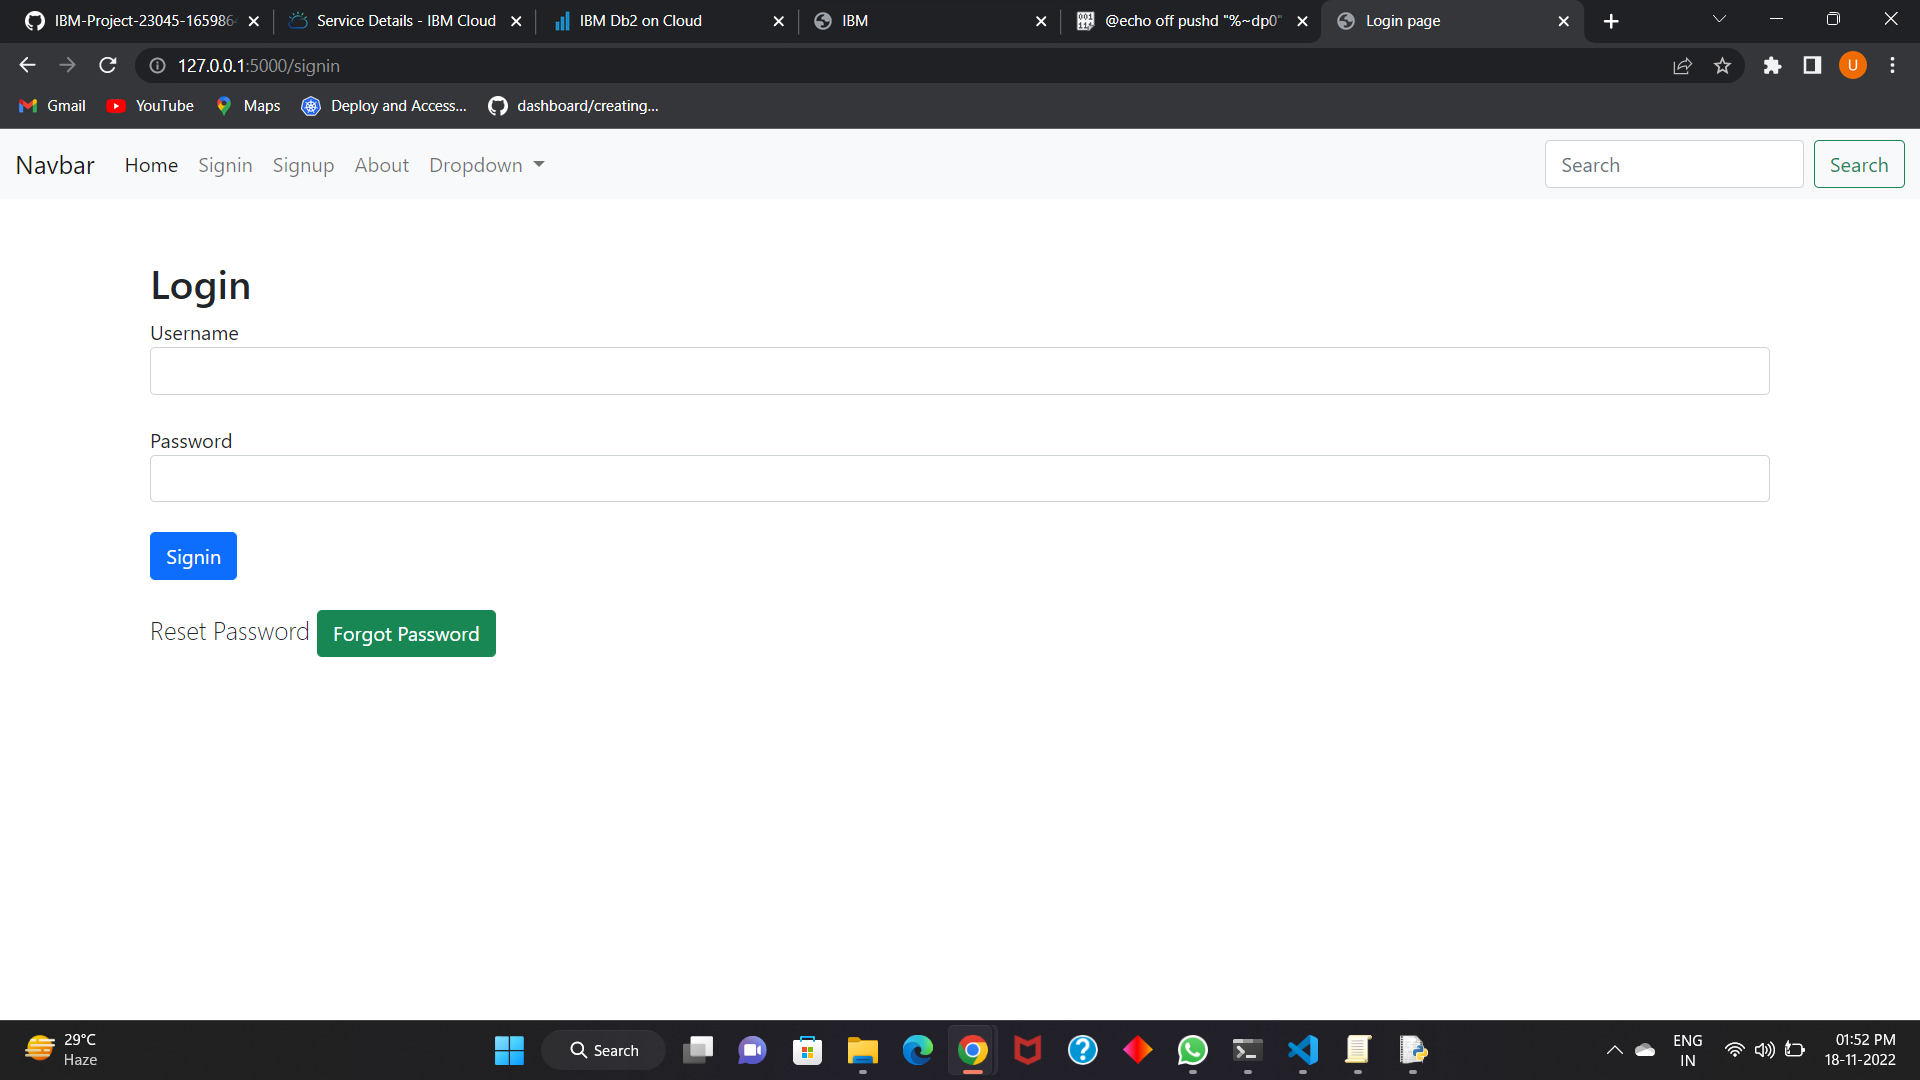 IBM-Project-23045-165986
Service Details - IBM Cloud
IBM Db2 on Cloud
IBM
@echo off pushd "%~dp0"
Login page
127.0.0.1:5000/signin
U
Gmail
YouTube
Maps
Deploy and Access...
dashboard/creating...
Navbar
Home
Signin
Signup
About
Dropdown
Search
Search
Login
Username
Password
Signin
Reset Password
Forgot Password
29°C
Haze
Search
ENG
IN
01:52 PM
18-11-2022